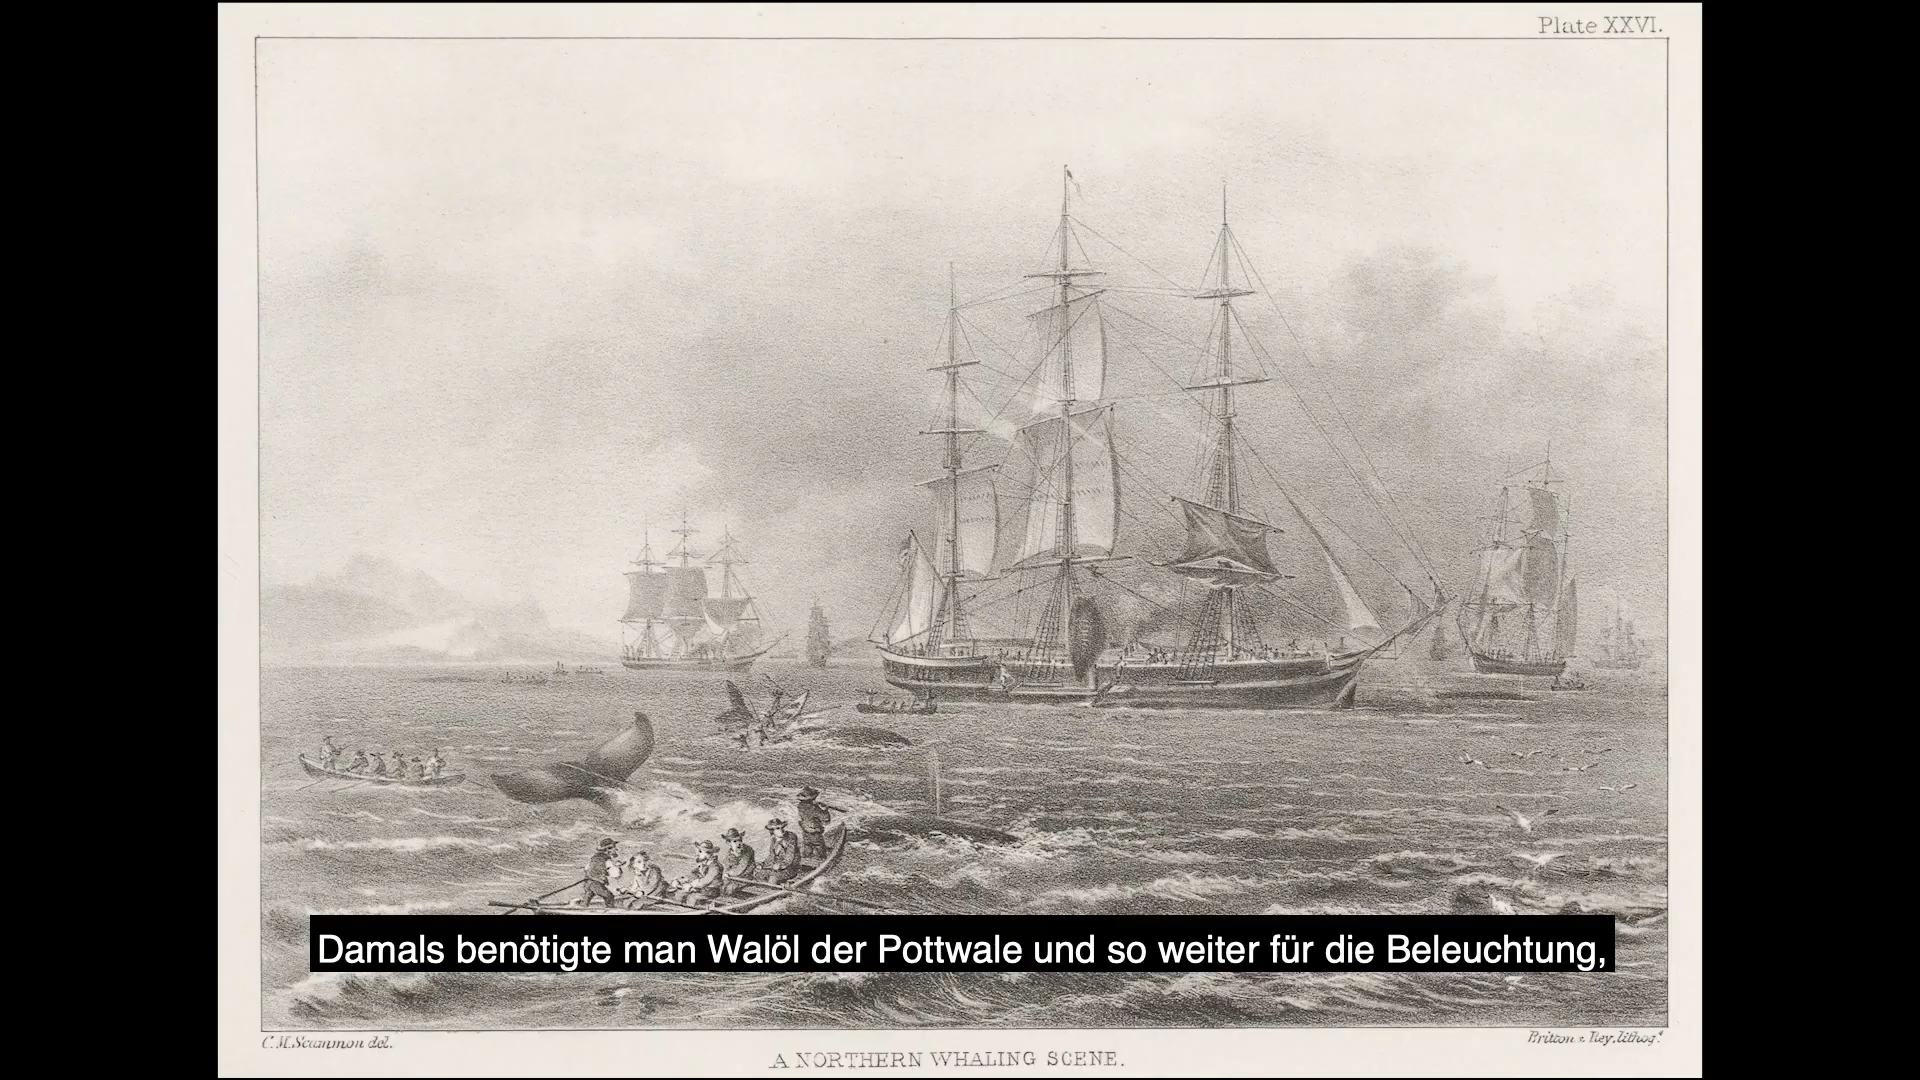 Plate XXVI.
Damals benötigte man Walöl der Pottwale und so weiter für die Beleuchtung,
C.M.Scammon del.
Britton & Rey, lithogʳ.
A NORTHERN WHALING SCENE.